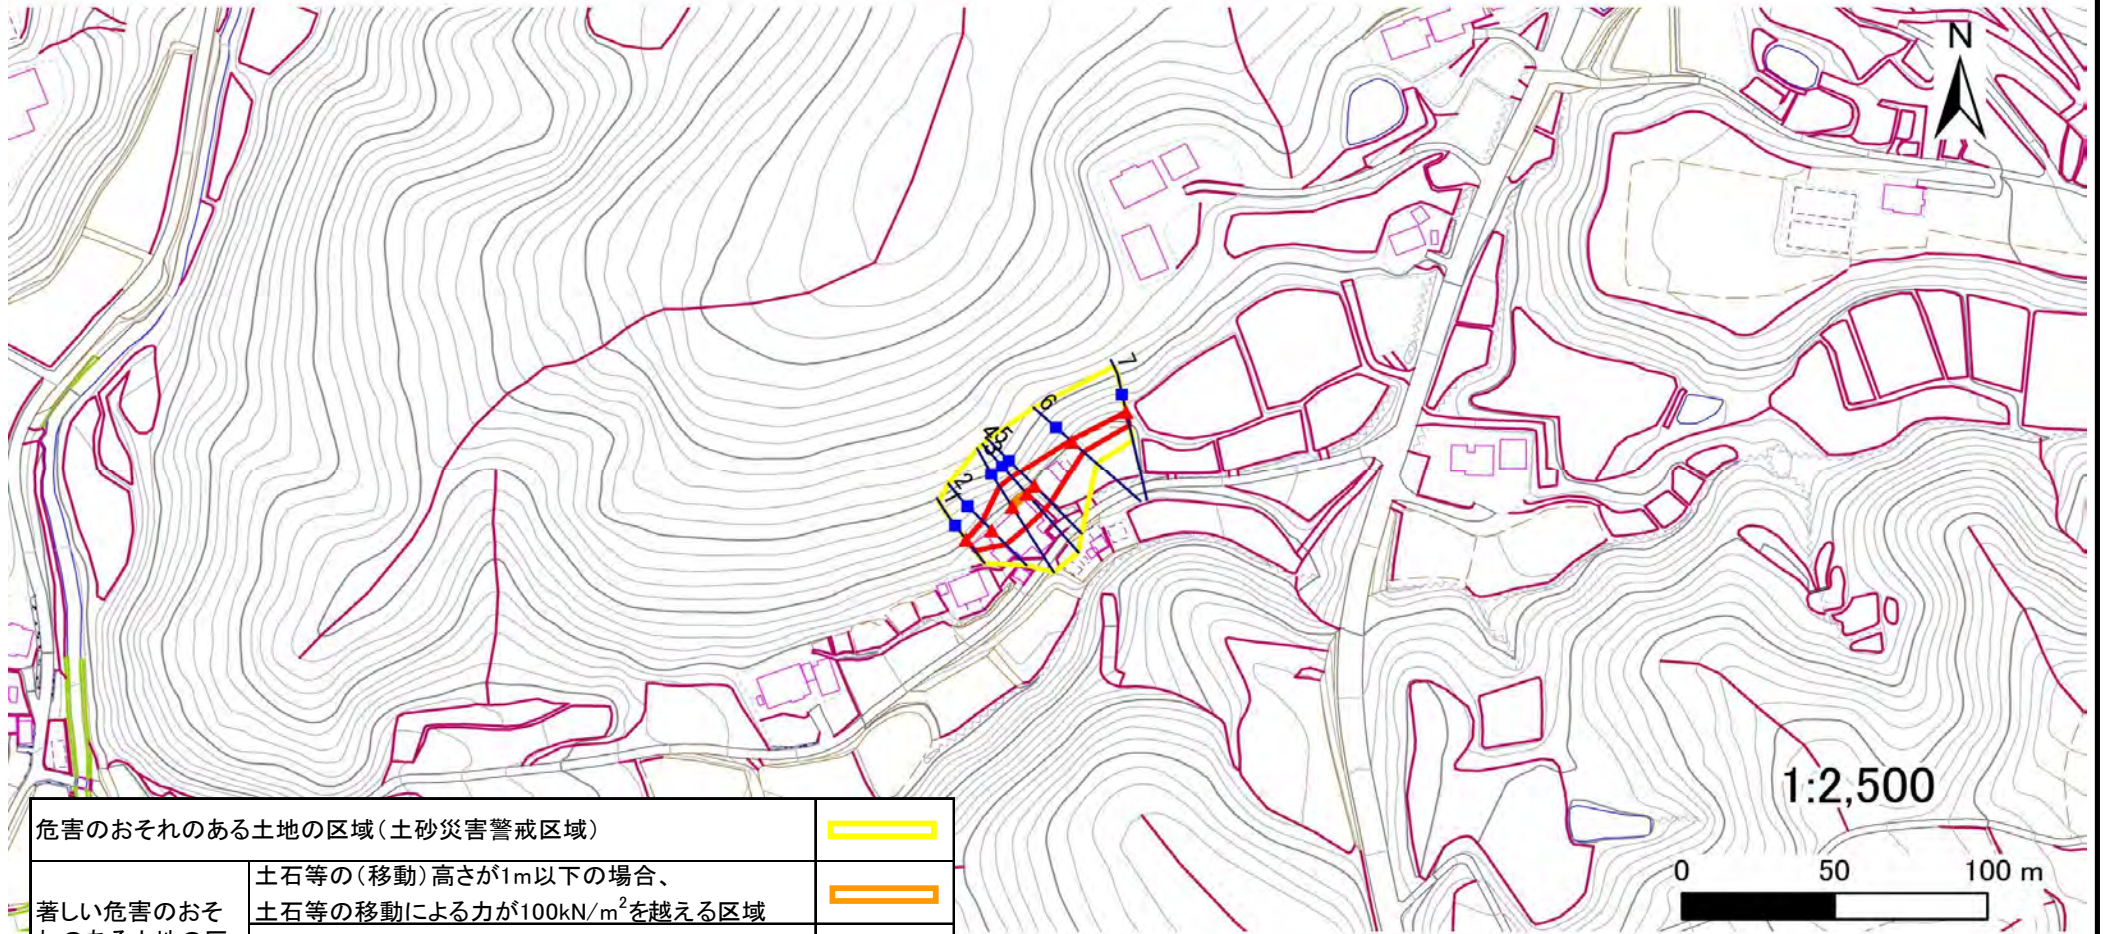 N
7
6
5
4
2
1
1:2,500
0 50 100 m
危害のおそれのある土地の区域(土砂災害警戒区域)
土石等の(移動)高さが1m以下の場合、
土石等の移動による力が100kN/m²を越える区域
著しい危害のおそ